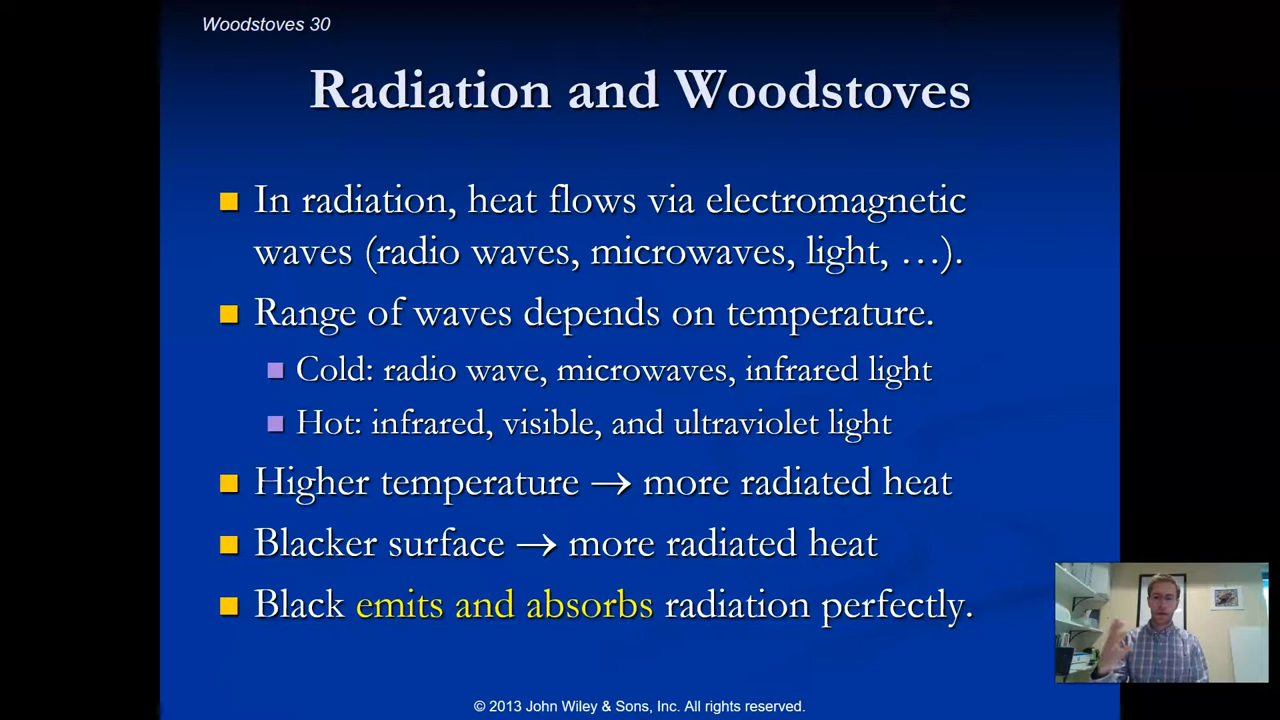 Woodstoves 30
Radiation and Woodstoves
In radiation, heat flows via electromagnetic
waves (radio waves, microwaves, light, …).
Range of waves depends on temperature.
Cold: radio wave, microwaves, infrared light
Hot: infrared, visible, and ultraviolet light
Higher temperature → more radiated heat
Blacker surface → more radiated heat
Black emits and absorbs radiation perfectly.
© 2013 John Wiley & Sons, Inc. All rights reserved.